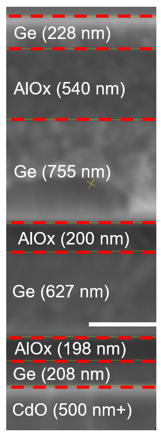 Ge (228 nm)
AlOx (540 nm)
Ge (755 nm)
AlOx (200 nm)
Ge (627 nm)
AlOx (198 nm)
Ge (208 nm)
CdO (500 nm+)